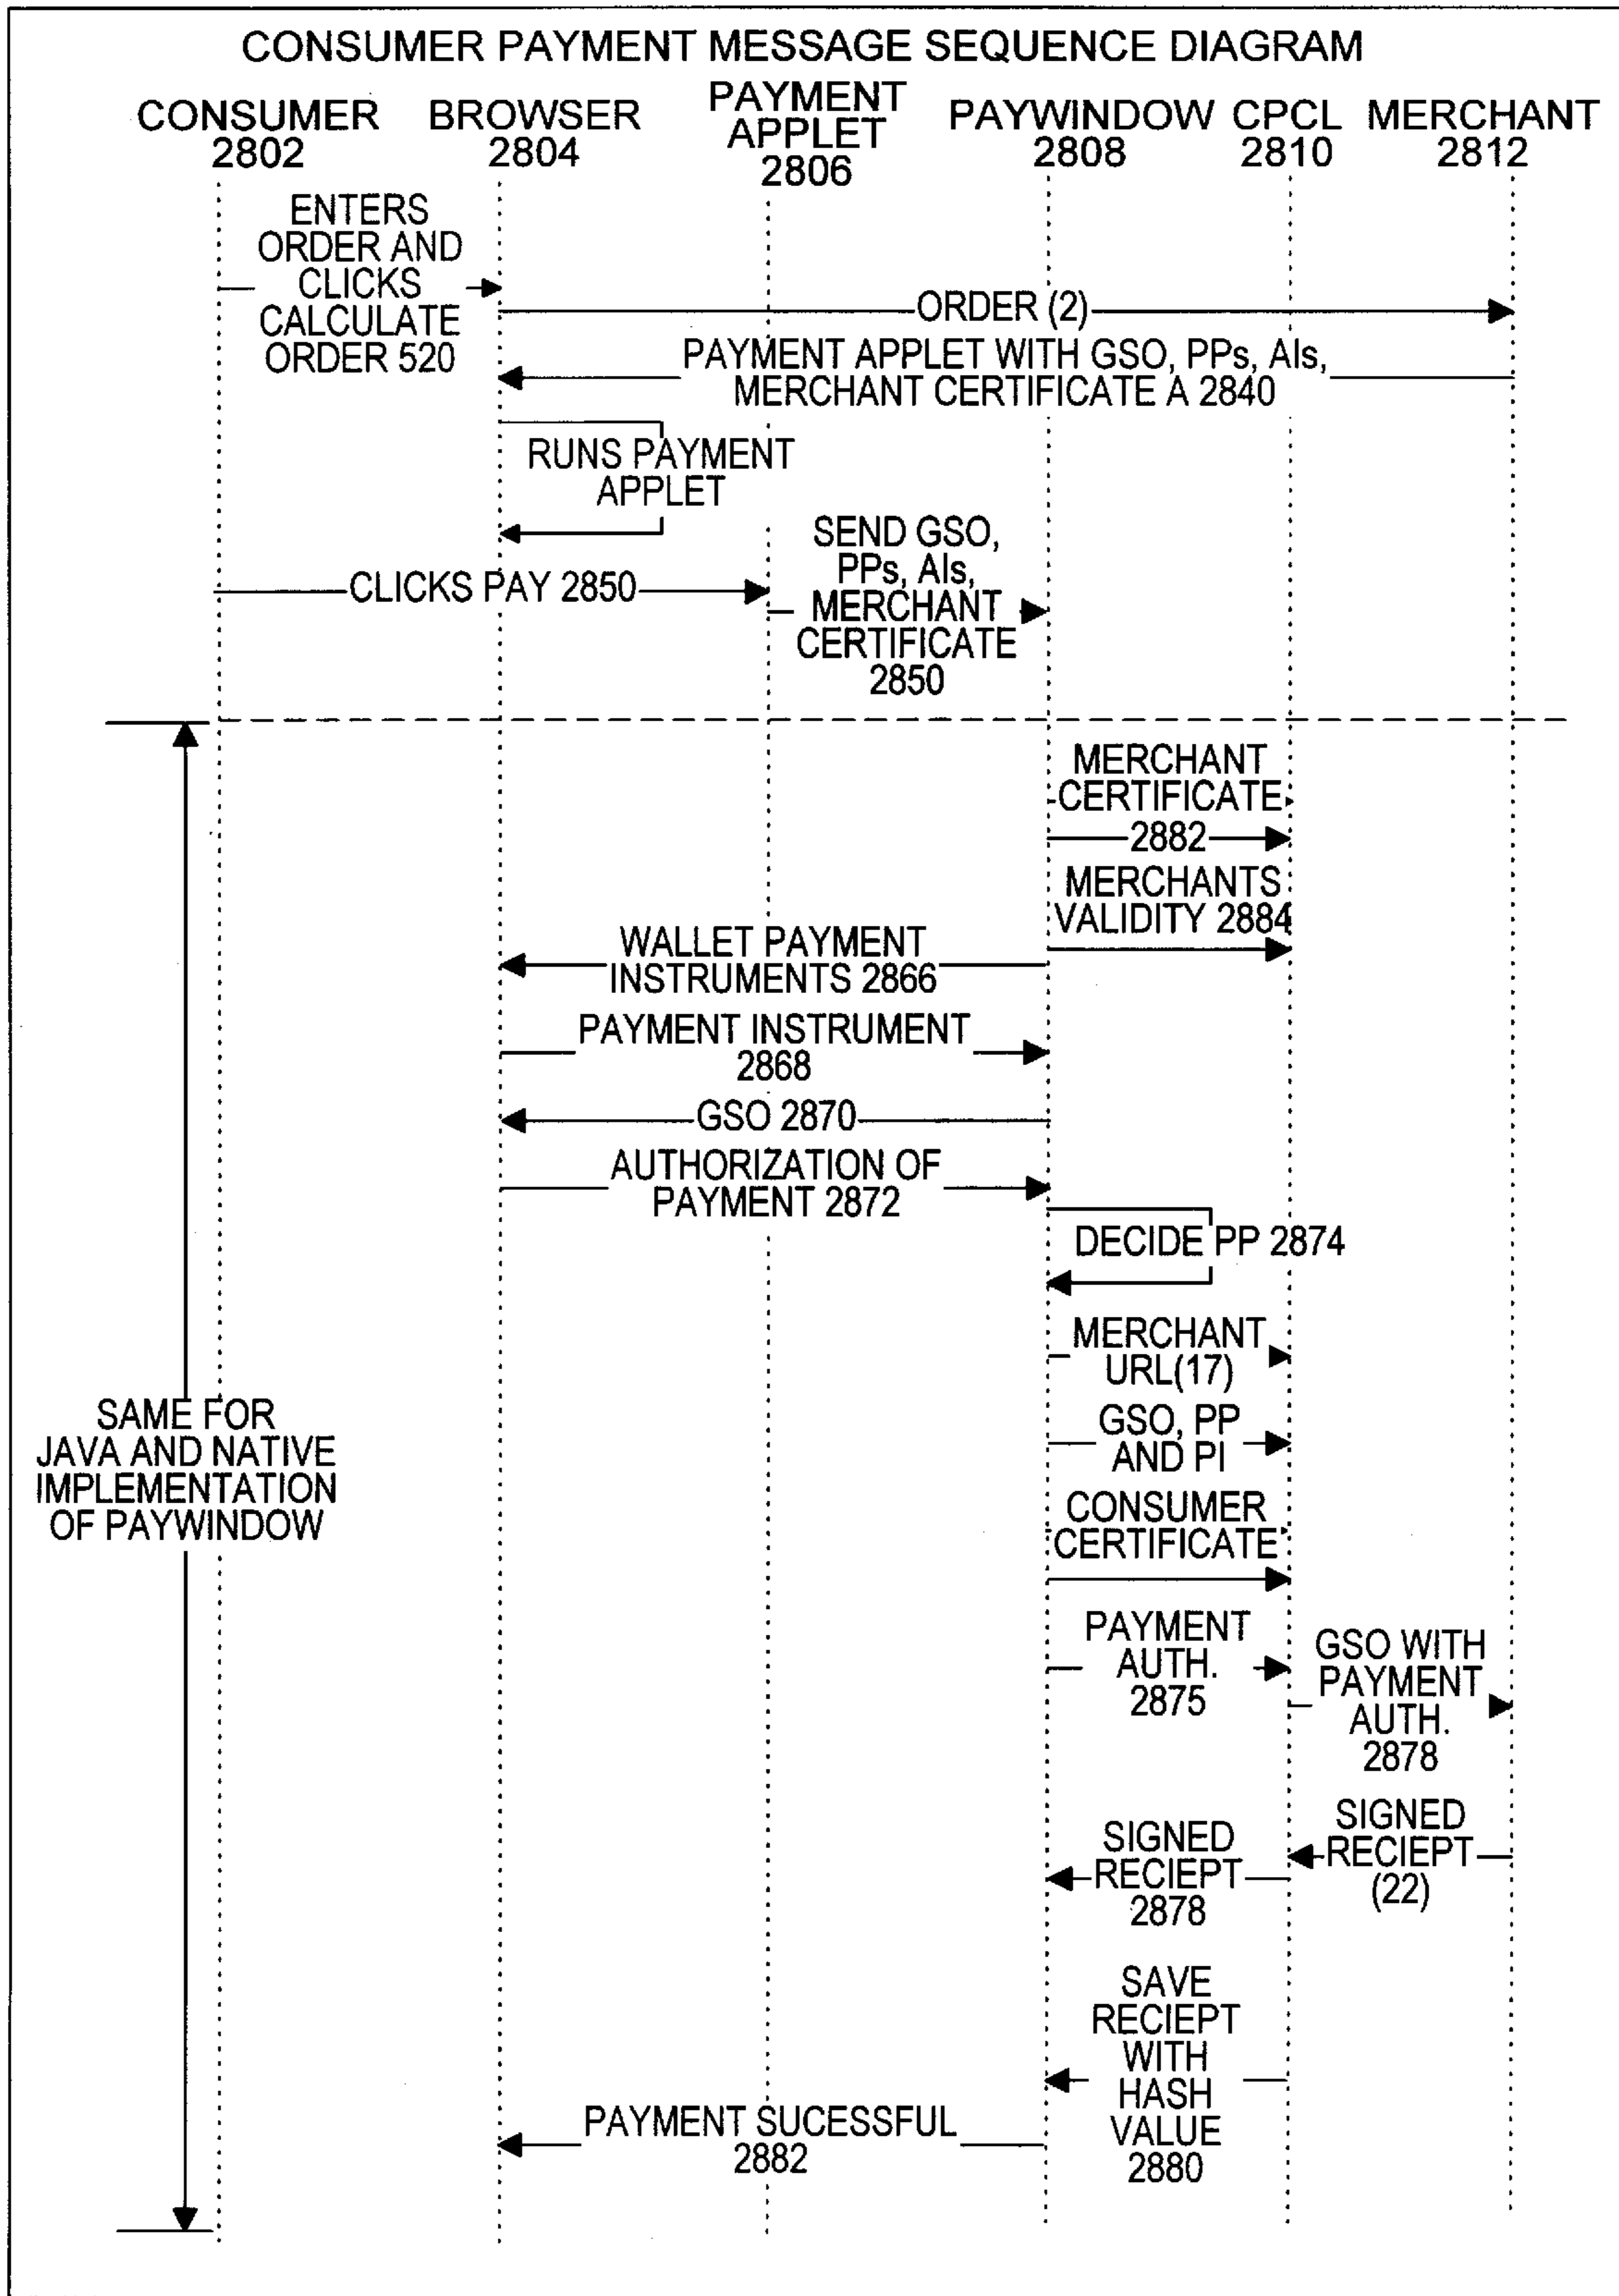 CONSUMER PAYMENT MESSAGE SEQUENCE DIAGRAM
CONSUMER
2802
BROWSER
2804
PAYMENT
APPLET
2806
PAYWINDOW
2808
CPCL
2810
MERCHANT
2812
ENTERS
ORDER AND
CLICKS
CALCULATE
ORDER 520
ORDER (2)
PAYMENT APPLET WITH GSO, PPs, AIs,
MERCHANT CERTIFICATE A 2840
RUNS PAYMENT
APPLET
CLICKS PAY 2850
SEND GSO,
PPs, AIs,
MERCHANT
CERTIFICATE
2850
MERCHANT
CERTIFICATE
2882
MERCHANTS
VALIDITY 2884
WALLET PAYMENT
INSTRUMENTS 2866
PAYMENT INSTRUMENT
2868
GSO 2870
AUTHORIZATION OF
PAYMENT 2872
DECIDE PP 2874
MERCHANT
URL(17)
GSO, PP
AND PI
SAME FOR
JAVA AND NATIVE
IMPLEMENTATION
OF PAYWINDOW
CONSUMER
CERTIFICATE
PAYMENT
AUTH.
2875
GSO WITH
PAYMENT
AUTH.
2878
SIGNED
RECIEPT
(22)
SIGNED
RECIEPT
2878
SAVE
RECIEPT
WITH
HASH
VALUE
2880
PAYMENT SUCESSFUL
2882